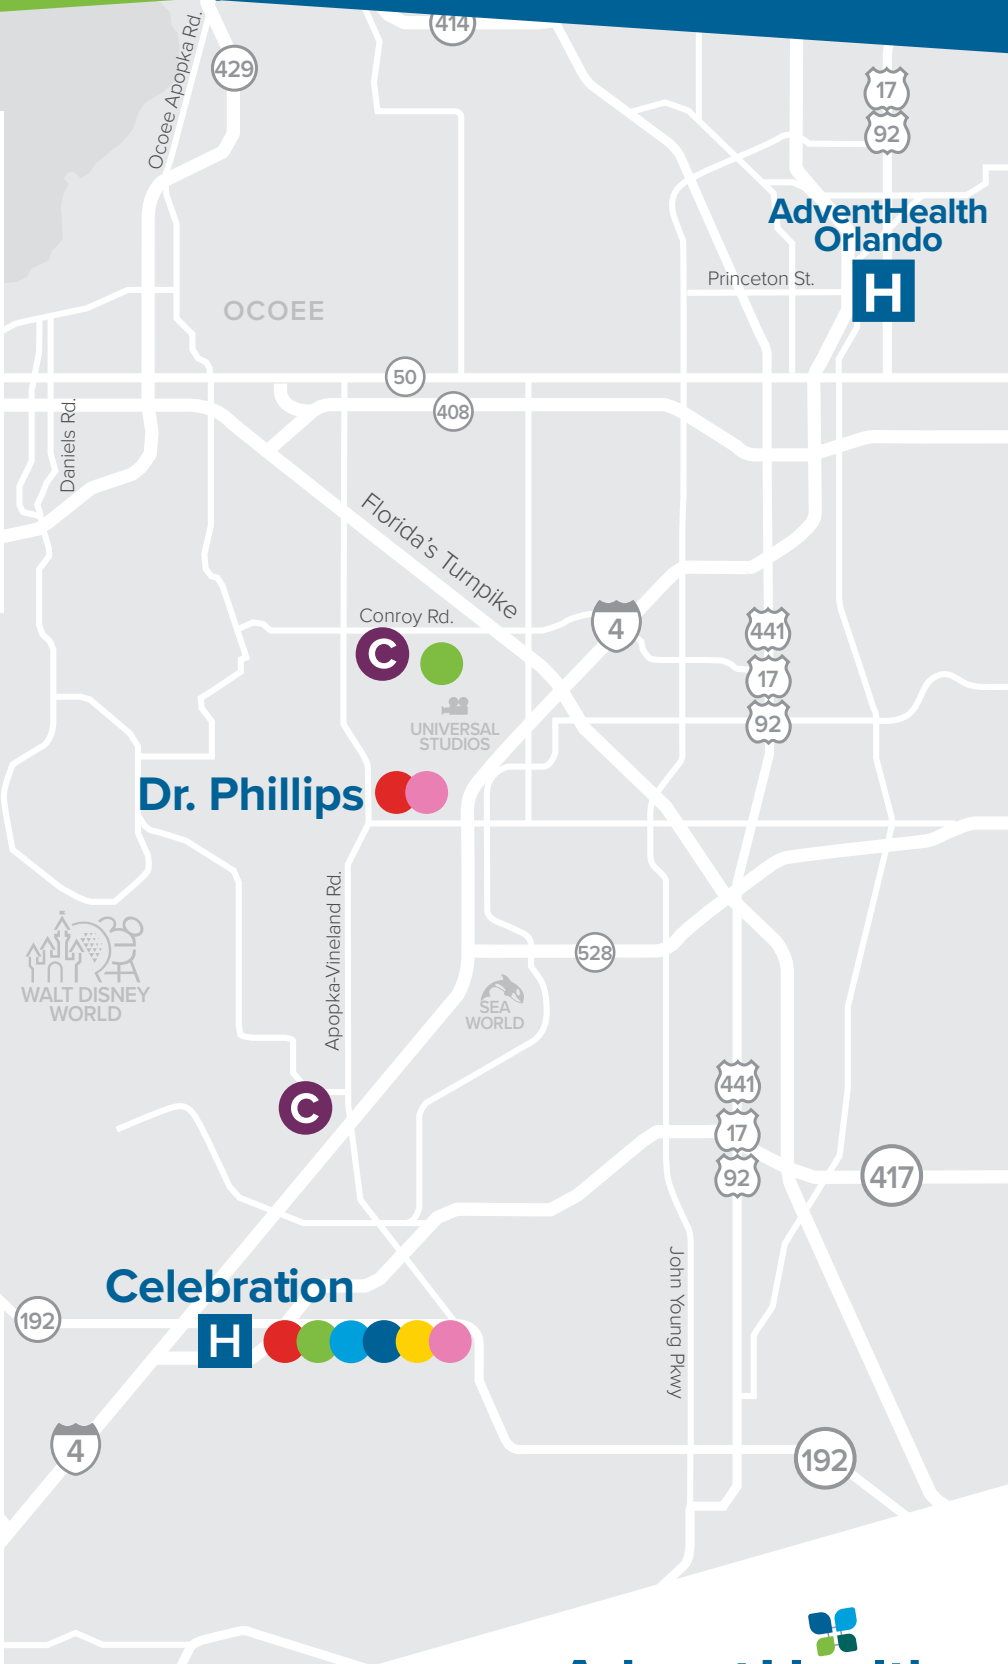 414
Ocoee Apopka Rd.
429
17
92
AdventHealth
Orlando
H
Princeton St.
OCOEE
50
408
Daniels Rd.
Florida's Turnpike
Conroy Rd.
C
4
441
17
92
UNIVERSAL
STUDIOS
Dr. Phillips
Apopka-Vineland Rd.
WALT DISNEY
WORLD
528
SEA
WORLD
441
17
92
C
417
John Young Pkwy
Celebration
192
H
4
192